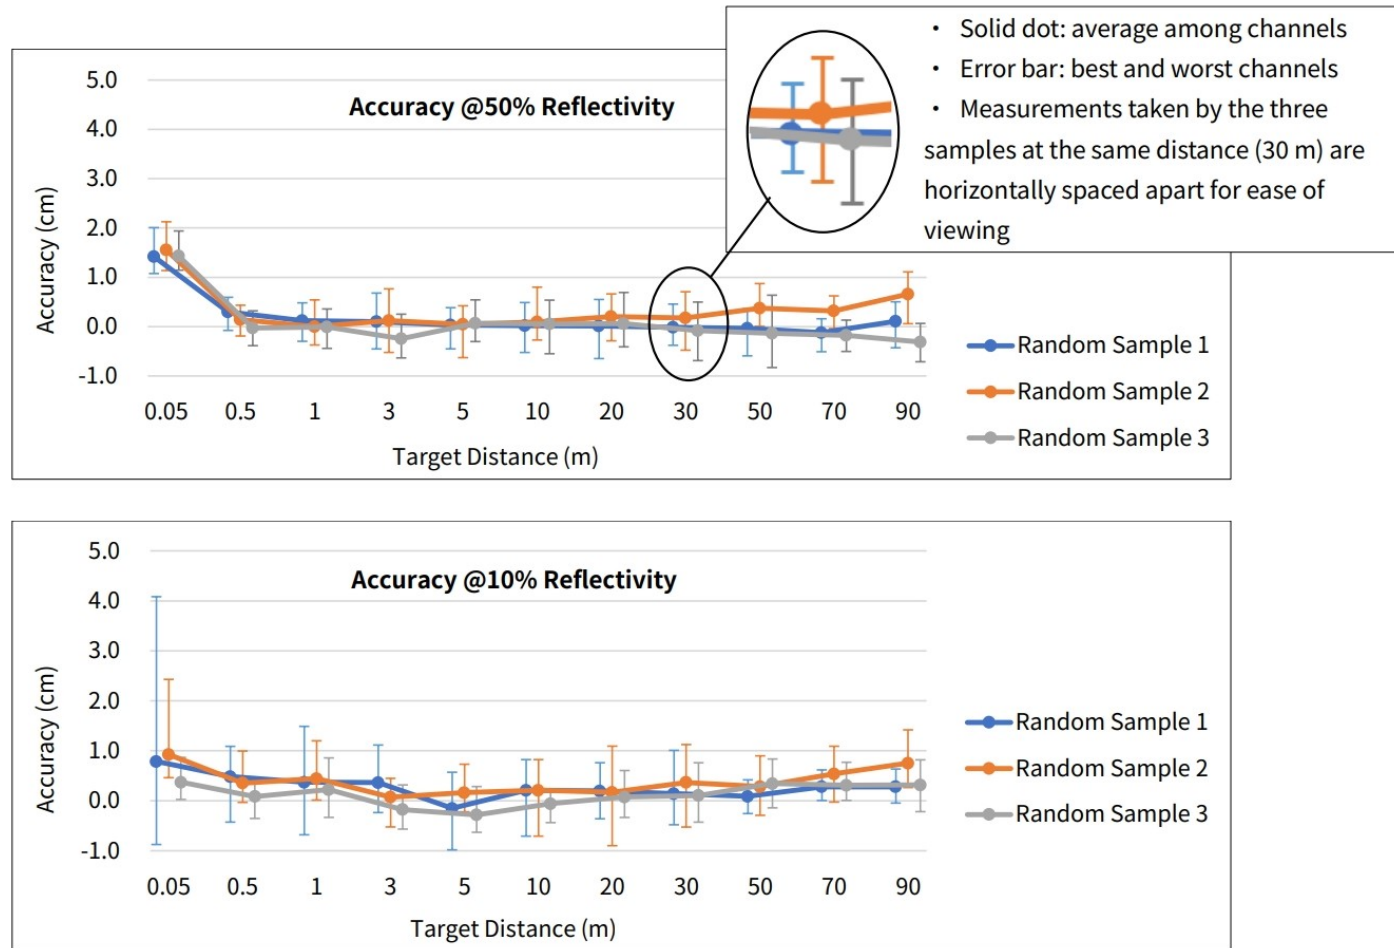 • Solid dot: average among channels
• Error bar: best and worst channels
• Measurements taken by the three
samples at the same distance (30 m) are
horizontally spaced apart for ease of
viewing
Accuracy @50% Reflectivity
Accuracy (cm)
5.0
4.0
3.0
2.0
1.0
0.0
-1.0
0.05 0.5 1 3 5 10 20 30 50 70 90
Target Distance (m)
Random Sample 1
Random Sample 2
Random Sample 3
Accuracy @10% Reflectivity
Accuracy (cm)
5.0
4.0
3.0
2.0
1.0
0.0
-1.0
0.05 0.5 1 3 5 10 20 30 50 70 90
Target Distance (m)
Random Sample 1
Random Sample 2
Random Sample 3